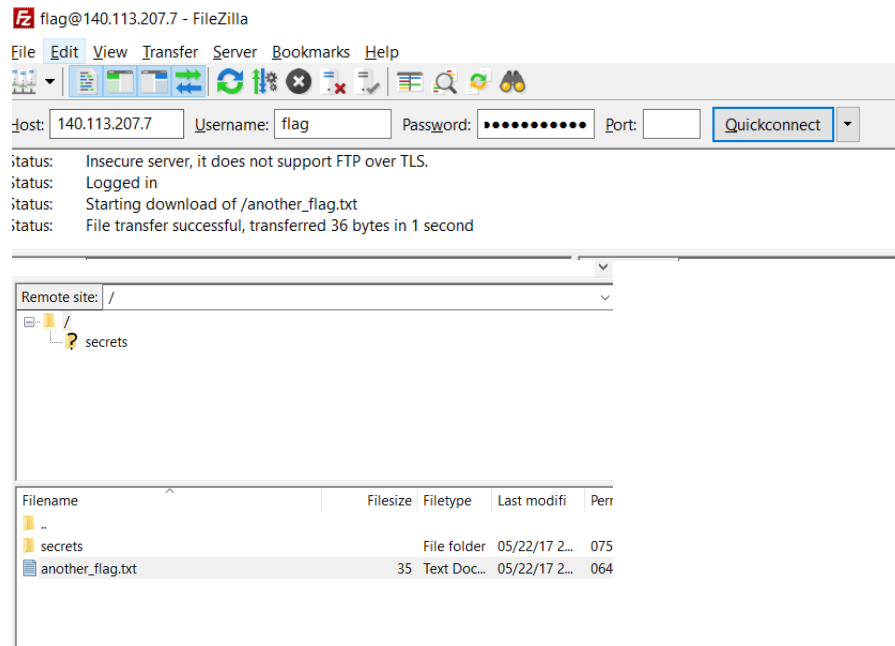 flag@140.113.207.7 - FileZilla
File Edit View Transfer Server Bookmarks Help
Host: 140.113.207.7 Username: flag Password: ●●●●●●●●●●● Port: Quickconnect
Status: Insecure server, it does not support FTP over TLS.
Status: Logged in
Status: Starting download of /another_flag.txt
Status: File transfer successful, transferred 36 bytes in 1 second
Remote site: /
/
? secrets
Filename Filesize Filetype Last modifi Perr
..
secrets File folder 05/22/17 2... 075
another_flag.txt 35 Text Doc... 05/22/17 2... 064